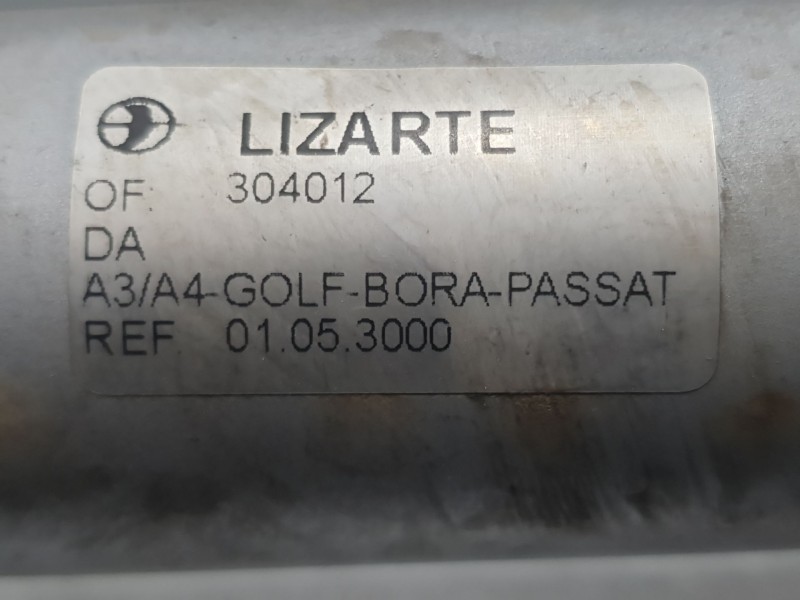 LIZARTE
OF: 304012
DA
A3/A4-GOLF-BORA-PASSAT
REF. 01.05.3000